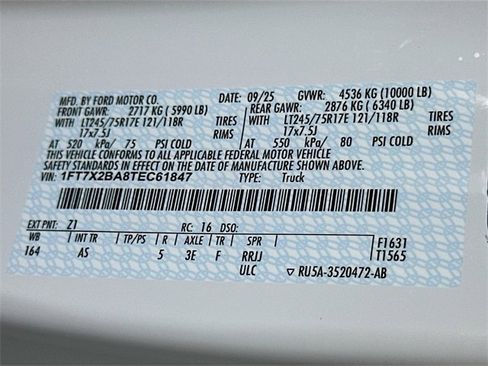 MFD. BY FORD MOTOR CO.
DATE: 09/25 GVWR: 4536 KG (10000 LB)
FRONT GAWR: 2717 KG (5990 LB) REAR GAWR: 2876 KG (6340 LB)
WITH LT245/75R17E 121/118R TIRES WITH LT245/75R17E 121/118R TIRES
17x7.5J RIMS 17x7.5J RIMS
AT 520 kPa/ 75 PSI COLD AT 550 kPa/ 80 PSI COLD
THIS VEHICLE CONFORMS TO ALL APPLICABLE FEDERAL MOTOR VEHICLE
SAFETY STANDARDS IN EFFECT ON THE DATE OF MANUFACTURE SHOWN ABOVE.
VIN: 1FT7X2BA8TEC61847 TYPE: Truck
EXT PNT: Z1 RC: 16 DSO:
WB INT TR TP/PS R AXLE TR SPR F1631
164 AS 5 3E F RRJJ T1565
ULC ▼ RU5A-3520472-AB